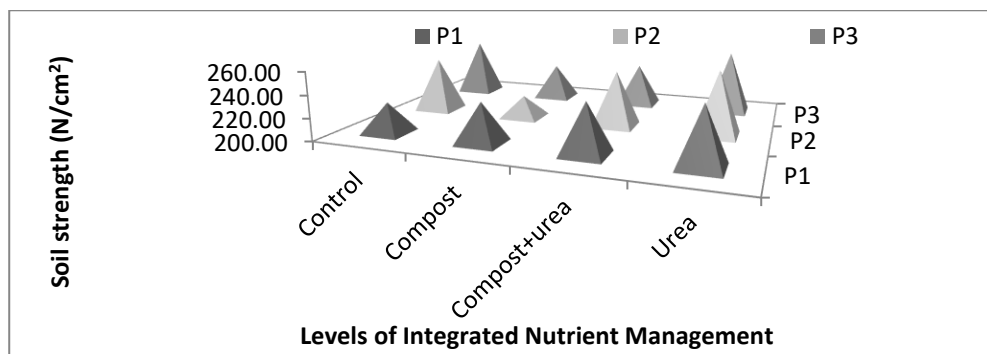 P1 P2 P3
260.00
240.00
220.00
200.00
Soil strength (N/cm²)
P3
P2
P1
Control
Compost
Compost+urea
Urea
Levels of Integrated Nutrient Management